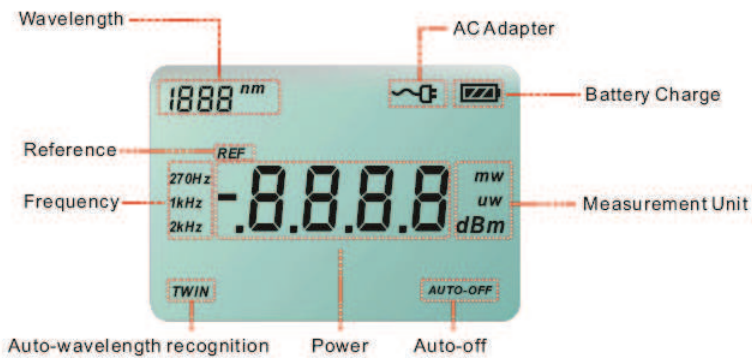 Wavelength
AC Adapter
1888 nm
Battery Charge
Reference
REF
270Hz
Frequency
1kHz
2kHz
-.8.8.8.8
mw
uw
dBm
Measurement Unit
TWIN
AUTO-OFF
Auto-wavelength recognition
Power
Auto-off